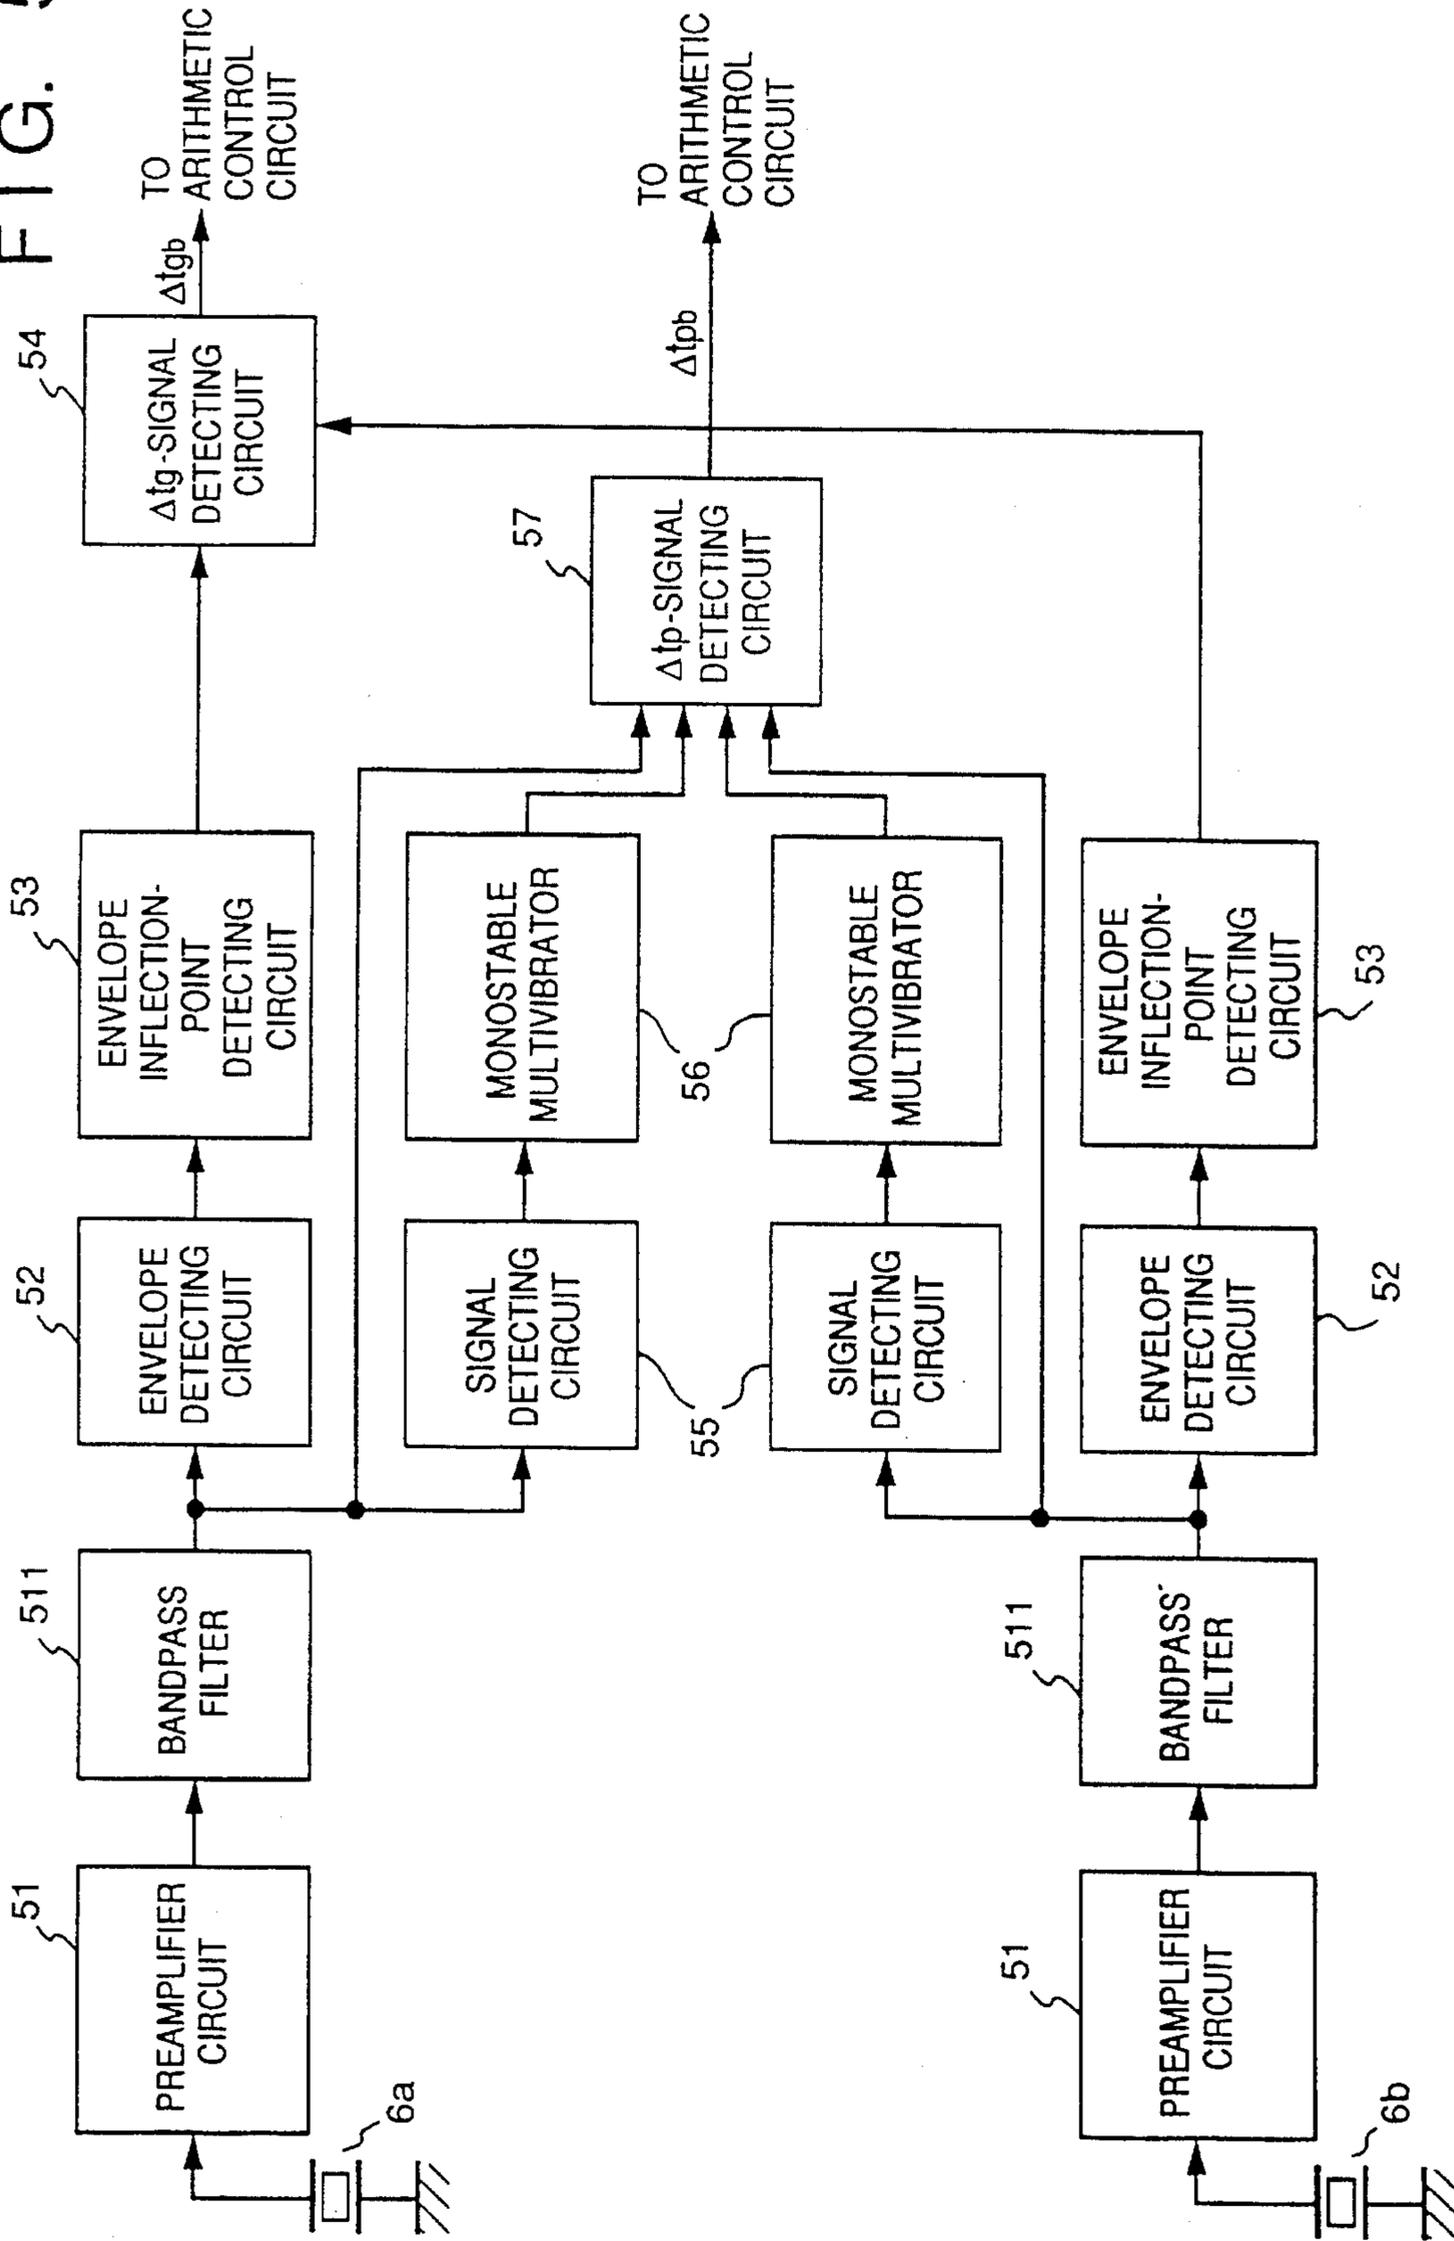 FIG.
51
PREAMPLIFIER
CIRCUIT
6a
511
BANDPASS
FILTER
52
ENVELOPE
DETECTING
CIRCUIT
53
ENVELOPE
INFLECTION-
POINT
DETECTING
CIRCUIT
54
Δtg-SIGNAL
DETECTING
CIRCUIT
Δtgb
TO
ARITHMETIC
CONTROL
CIRCUIT
SIGNAL
DETECTING
CIRCUIT
55
MONOSTABLE
MULTIVIBRATOR
56
57
Δtp-SIGNAL
DETECTING
CIRCUIT
Δtpb
TO
ARITHMETIC
CONTROL
CIRCUIT
SIGNAL
DETECTING
CIRCUIT
MONOSTABLE
MULTIVIBRATOR
51
PREAMPLIFIER
CIRCUIT
6b
511
BANDPASS
FILTER
ENVELOPE
DETECTING
CIRCUIT
52
ENVELOPE
INFLECTION-
POINT
DETECTING
CIRCUIT
53